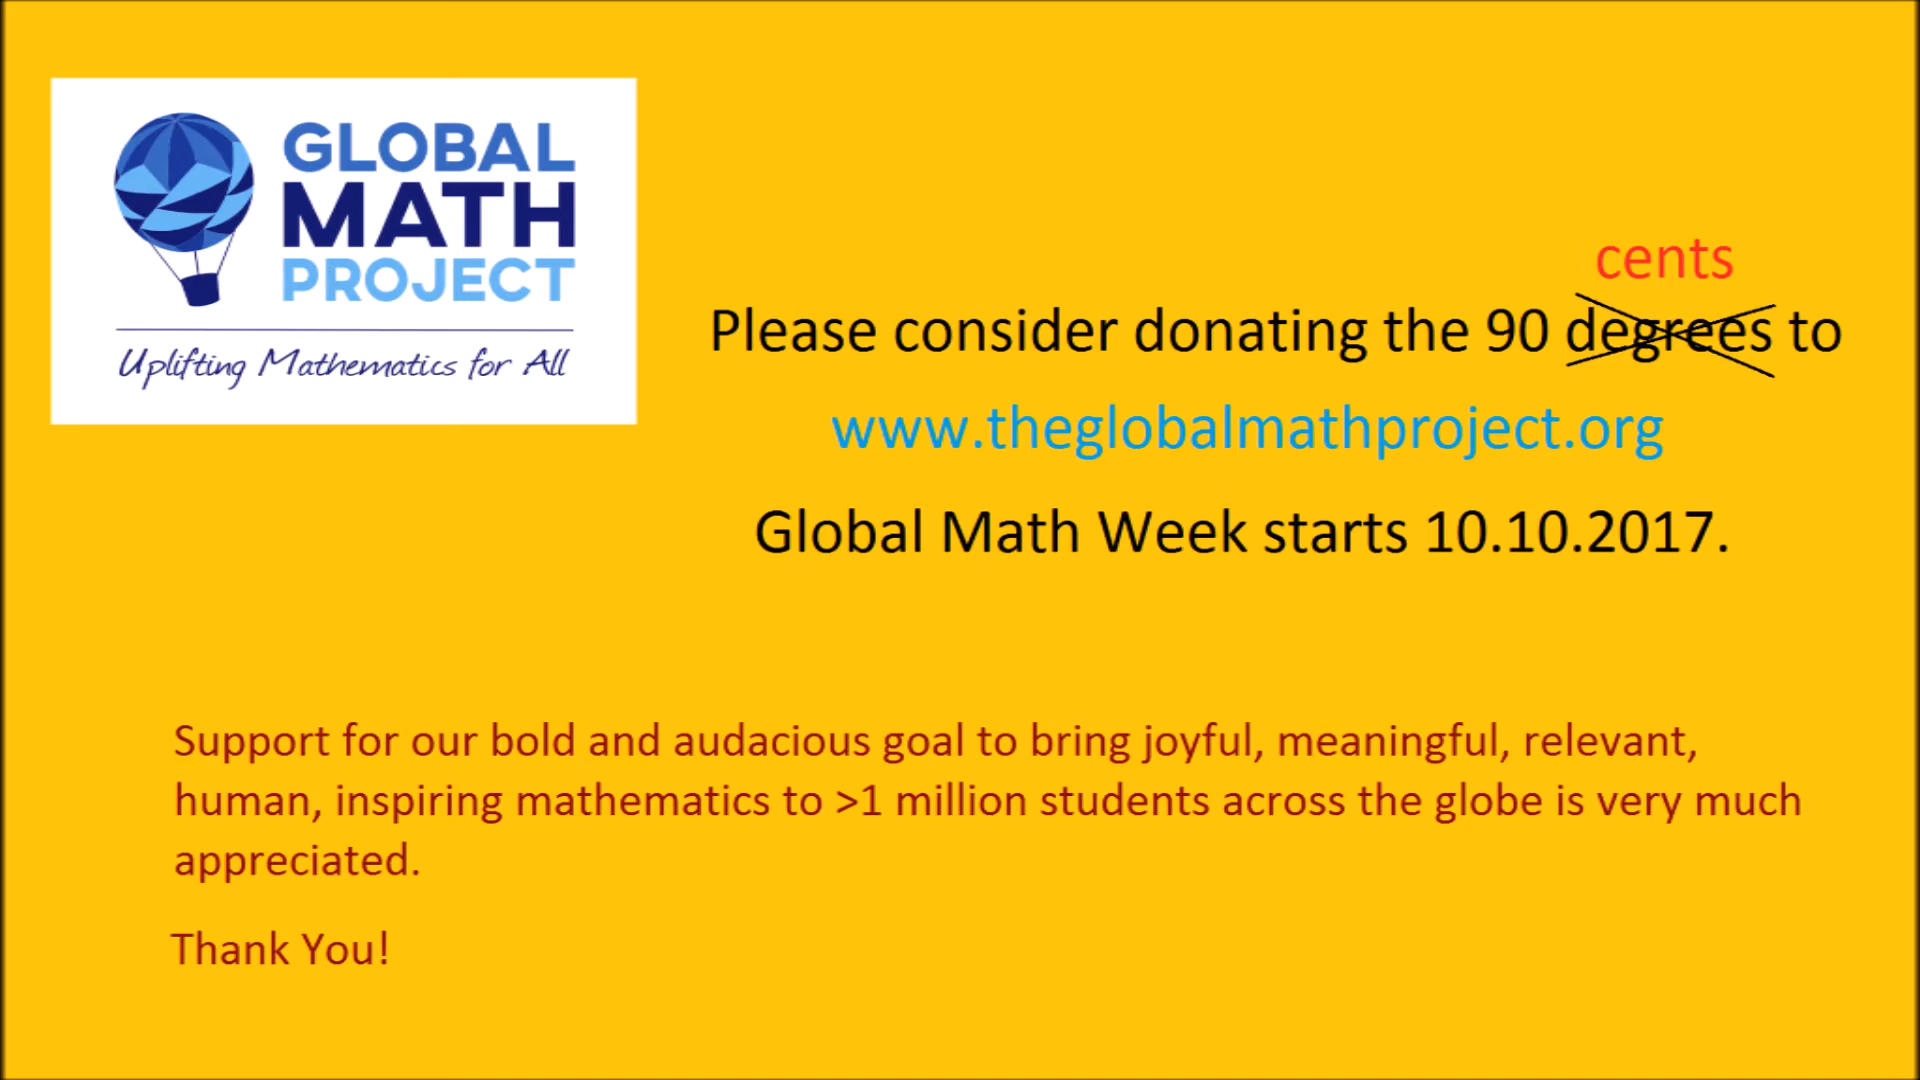 GLOBAL
MATH
PROJECT
Uplifting Mathematics for All
cents
Please consider donating the 90 degrees to
www.theglobalmathproject.org
Global Math Week starts 10.10.2017.
Support for our bold and audacious goal to bring joyful, meaningful, relevant,
human, inspiring mathematics to >1 million students across the globe is very much
appreciated.
Thank You!